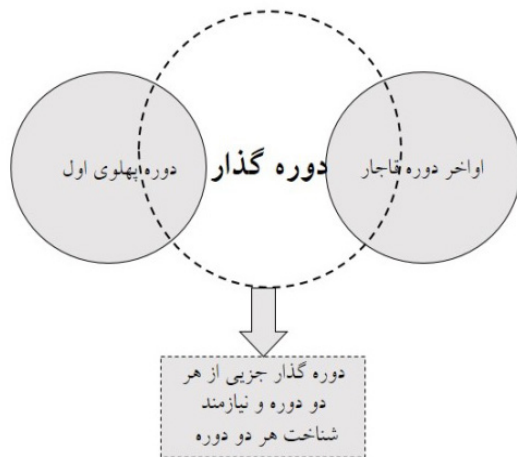 اواخر دوره قاجار
دوره گذار
دوره پهلوی اول
دوره گذار جزیی از هر
دو دوره و نیازمند
شناخت هر دو دوره